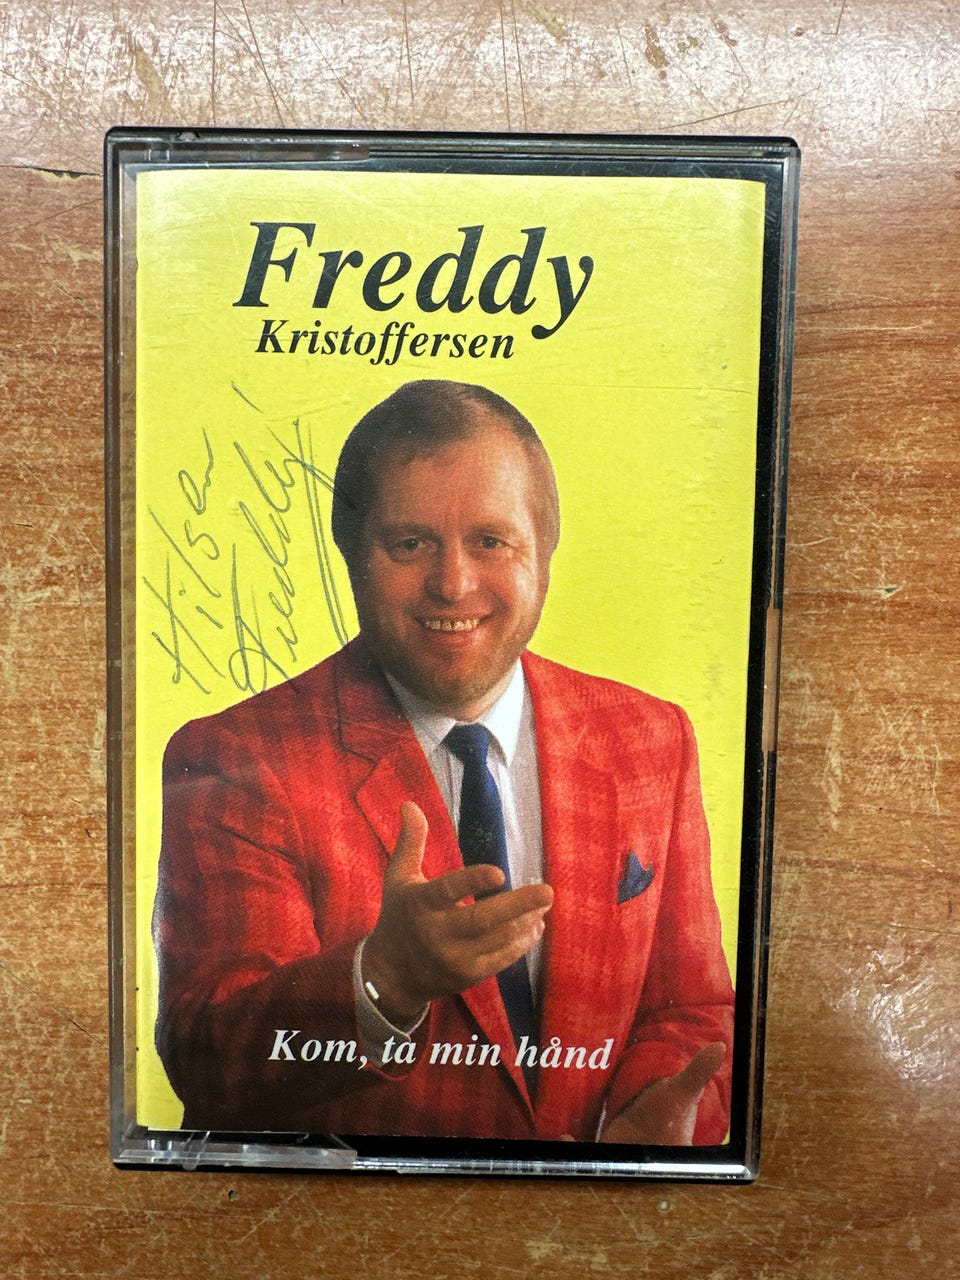 Freddy
Kristoffersen
Hilsen
Freddy!
Kom, ta min hånd